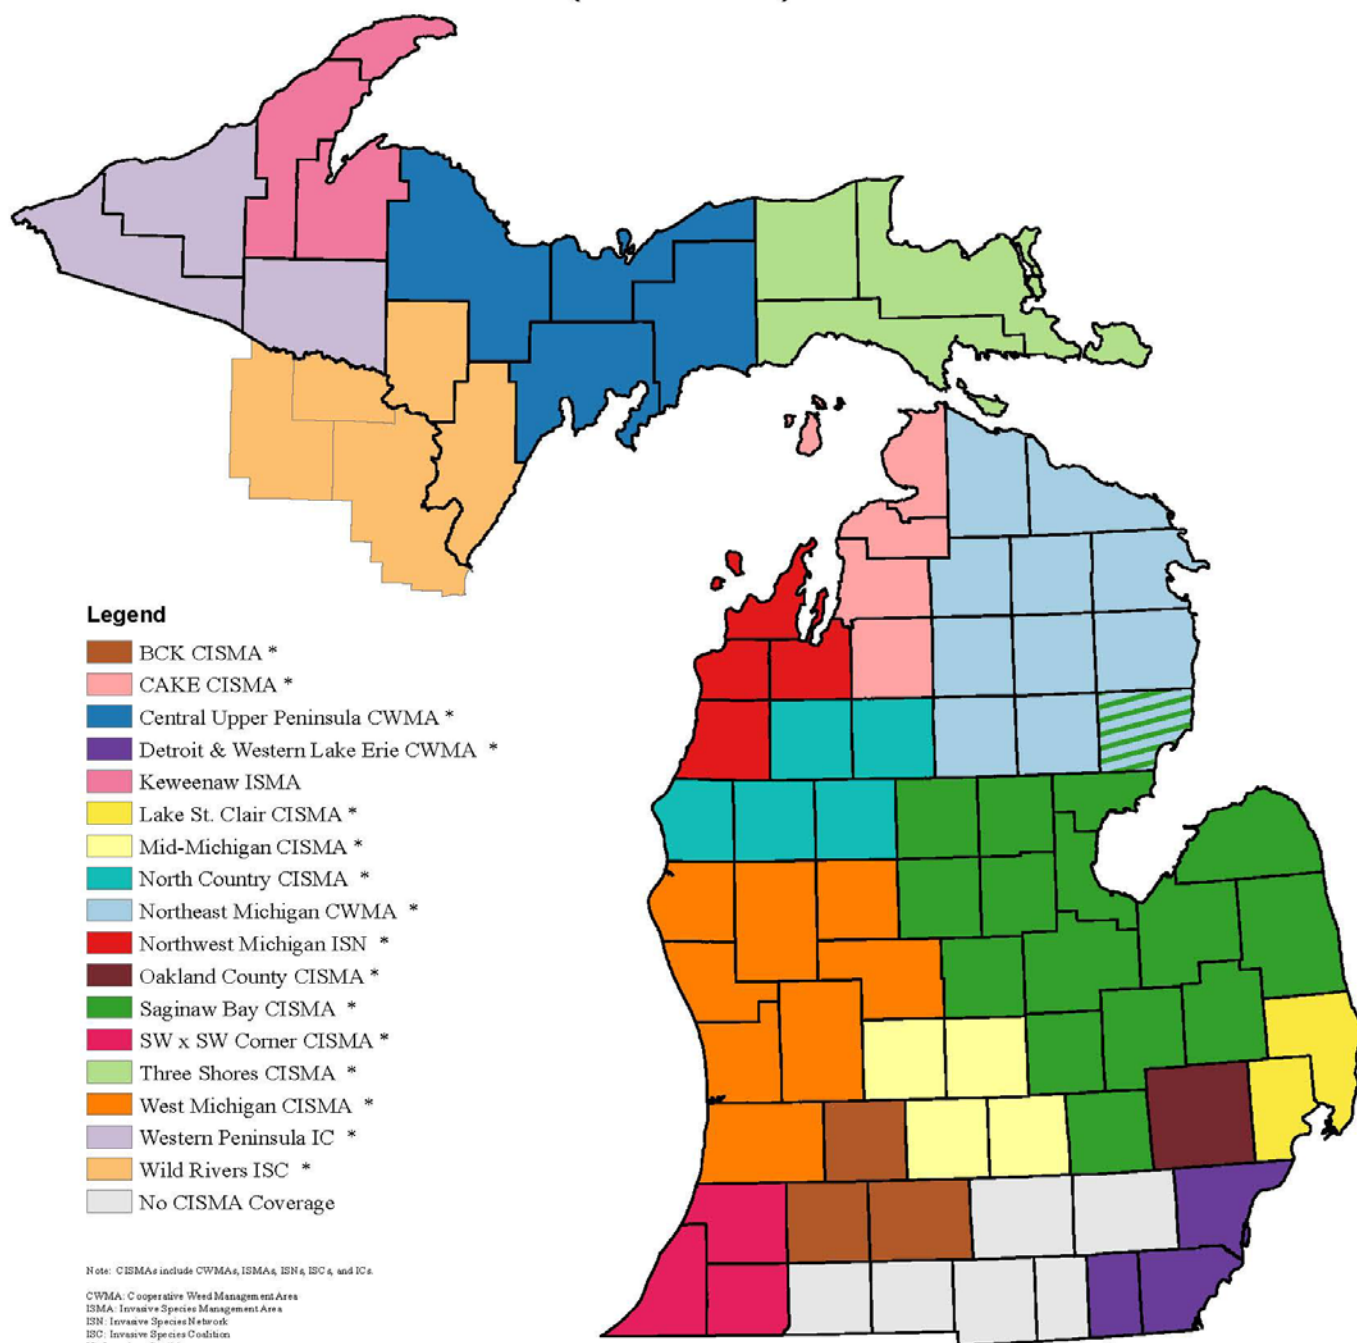 Legend
BCK CISMA *
CAKE CISMA *
Central Upper Peninsula CWMA *
Detroit & Western Lake Erie CWMA *
Keweenaw ISMA
Lake St. Clair CISMA *
Mid-Michigan CISMA *
North Country CISMA *
Northeast Michigan CWMA *
Northwest Michigan ISN *
Oakland County CISMA *
Saginaw Bay CISMA *
SW x SW Corner CISMA *
Three Shores CISMA *
West Michigan CISMA *
Western Peninsula IC *
Wild Rivers ISC *
No CISMA Coverage
Note: CISMAs include CWMAs, ISMAs, ISNs, ISCs, and ICs.
CWMA: Cooperative Weed Management Area
ISMA: Invasive Species Management Area
ISN: Invasive Species Network
ISC: Invasive Species Coalition